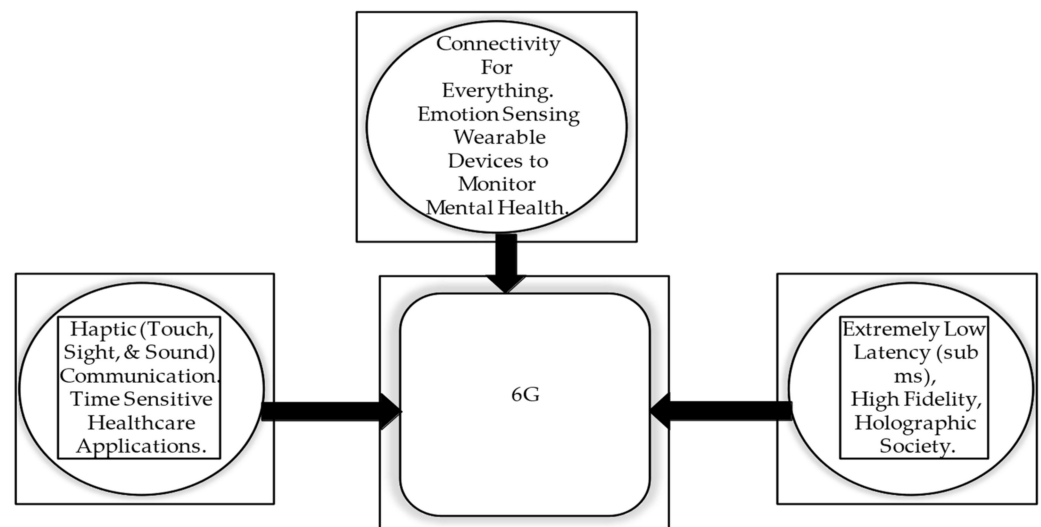 Connectivity
For
Everything.
Emotion Sensing
Wearable
Devices to
Monitor
Mental Health.
Haptic (Touch,
Sight, & Sound)
Communication.
Time Sensitive
Healthcare
Applications.
6G
Extremely Low
Latency (sub
ms),
High Fidelity,
Holographic
Society.